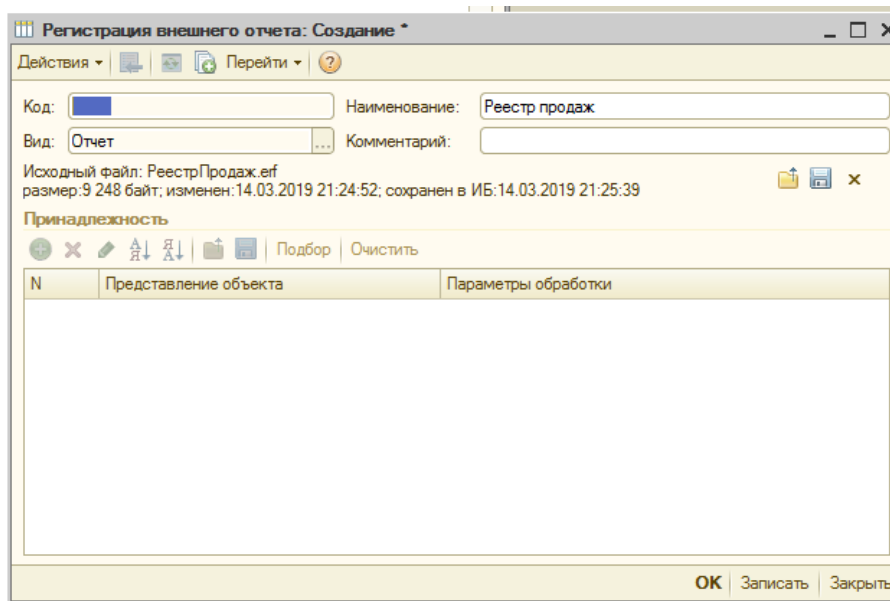 Регистрация внешнего отчета: Создание *
Действия Перейти
Код: Наименование: Реестр продаж
Вид: Отчет ... Комментарий:
Исходный файл: РеестрПродаж.erf
размер:9 248 байт; изменен:14.03.2019 21:24:52; сохранен в ИБ:14.03.2019 21:25:39
Принадлежность
Подбор Очистить
N Представление объекта Параметры обработки
OK Записать Закрыть